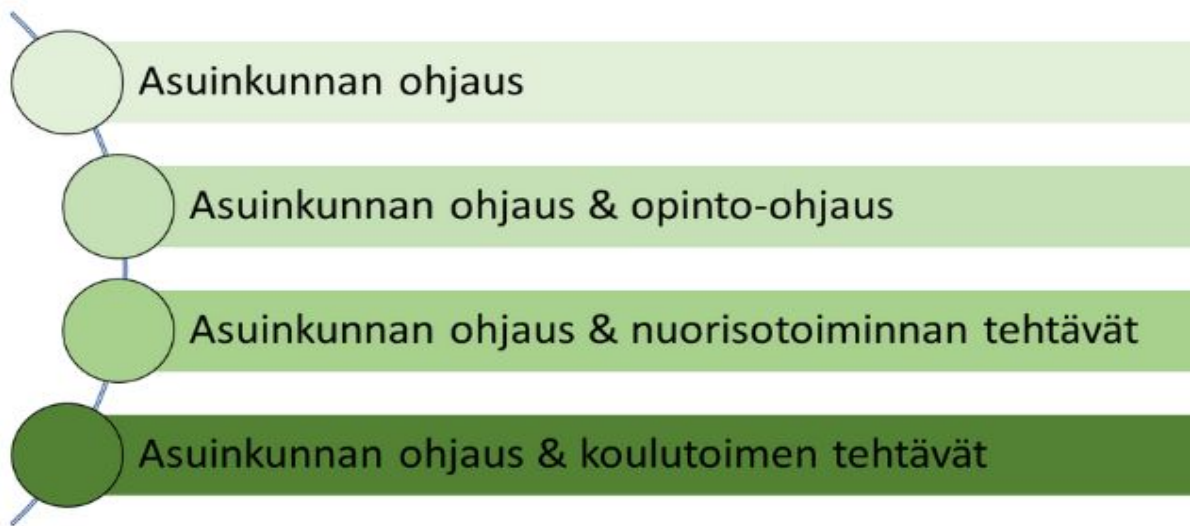 Asuinkunnan ohjaus
Asuinkunnan ohjaus & opinto-ohjaus
Asuinkunnan ohjaus & nuorisotoiminnan tehtävät
Asuinkunnan ohjaus & koulutoimen tehtävät